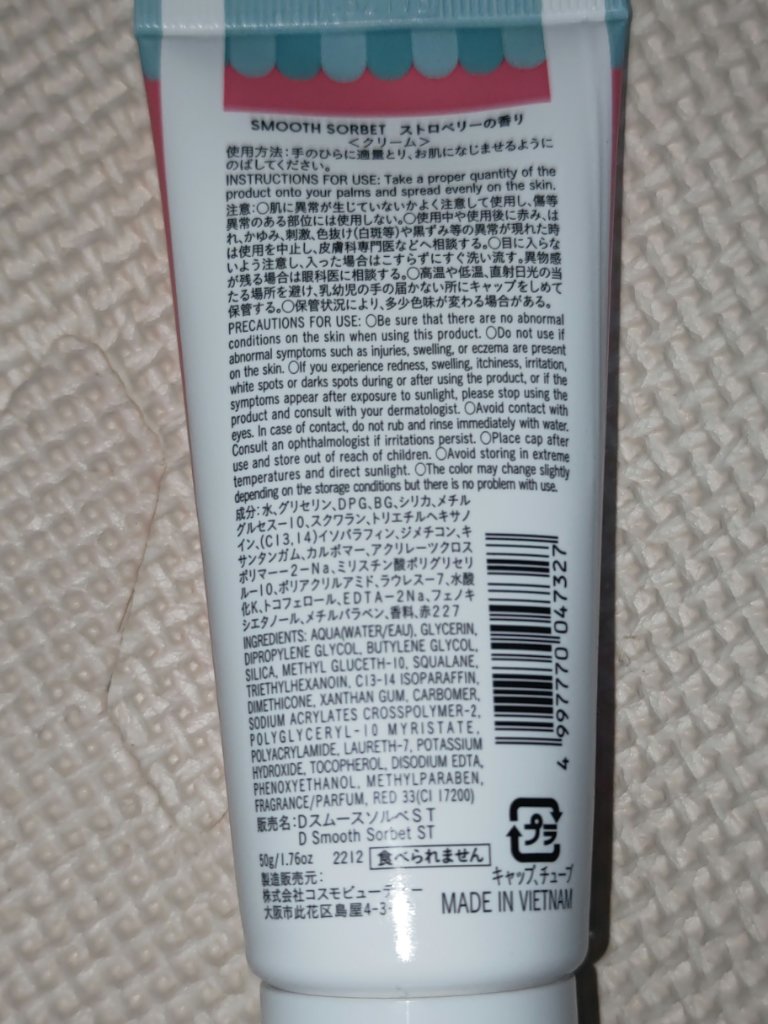 SMOOTH SORBET ストロベリーの香り
<クリーム>
使用方法:手のひらに適量とり、お肌になじませるように
のばしてください。
INSTRUCTIONS FOR USE: Take a proper quantity of the
product onto your palms and spread evenly on the skin.
注意:○肌に異常が生じていないかよく注意して使用し、傷等
異常のある部位には使用しない。○使用中や使用後に赤み、は
れ、かゆみ、刺激、色抜け(白斑等)や黒ずみ等の異常が現れた時
は使用を中止し、皮膚科専門医などへ相談する。○目に入らな
いよう注意し、入った場合はこすらずにすぐ洗い流す。異物感
が残る場合は眼科医に相談する。○高温や低温、直射日光の当
たる場所を避け、乳幼児の手の届かない所にキャップをしめて
保管する。○保管状況により、多少色味が変わる場合がある。
PRECAUTIONS FOR USE: ○Be sure that there are no abnormal
conditions on the skin when using this product. ○Do not use if
abnormal symptoms such as injuries, swelling, or eczema are present
on the skin. ○If you experience redness, swelling, itchiness, irritation,
white spots or darks spots during or after using the product, or if the
symptoms appear after exposure to sunlight, please stop using the
product and consult with your dermatologist. ○Avoid contact with
eyes. In case of contact, do not rub and rinse immediately with water.
Consult an ophthalmologist if irritations persist. ○Place cap after
use and store out of reach of children. ○Avoid storing in extreme
temperatures and direct sunlight. ○The color may change slightly
depending on the storage conditions but there is no problem with use.
成分:水、グリセリン、DPG、BG、シリカ、メチル
グルセス-10、スクワラン、トリエチルヘキサノ
イン、(C13,14)イソパラフィン、ジメチコン、キ
サンタンガム、カルボマー、アクリレーツクロス
ポリマー-2-Na、ミリスチン酸ポリグリセリ
ル-10、ポリアクリルアミド、ラウレス-7、水酸
化K、トコフェロール、EDTA-2Na、フェノキ
シエタノール、メチルパラベン、香料、赤227
INGREDIENTS: AQUA(WATER/EAU), GLYCERIN,
DIPROPYLENE GLYCOL, BUTYLENE GLYCOL,
SILICA, METHYL GLUCETH-10, SQUALANE,
TRIETHYLHEXANOIN, C13-14 ISOPARAFFIN,
DIMETHICONE, XANTHAN GUM, CARBOMER,
SODIUM ACRYLATES CROSSPOLYMER-2,
POLYGLYCERYL-10 MYRISTATE,
POLYACRYLAMIDE, LAURETH-7, POTASSIUM
HYDROXIDE, TOCOPHEROL, DISODIUM EDTA,
PHENOXYETHANOL, METHYLPARABEN,
FRAGRANCE/PARFUM, RED 33(CI 17200)
4 997770 047327
販売名:DスムースソルベST
D Smooth Sorbet ST
50g/1.76oz 2212 食べられません
プラ
キャップ、チューブ
製造販売元:
株式会社コスモビューティー
大阪市此花区島屋4-3-
MADE IN VIETNAM